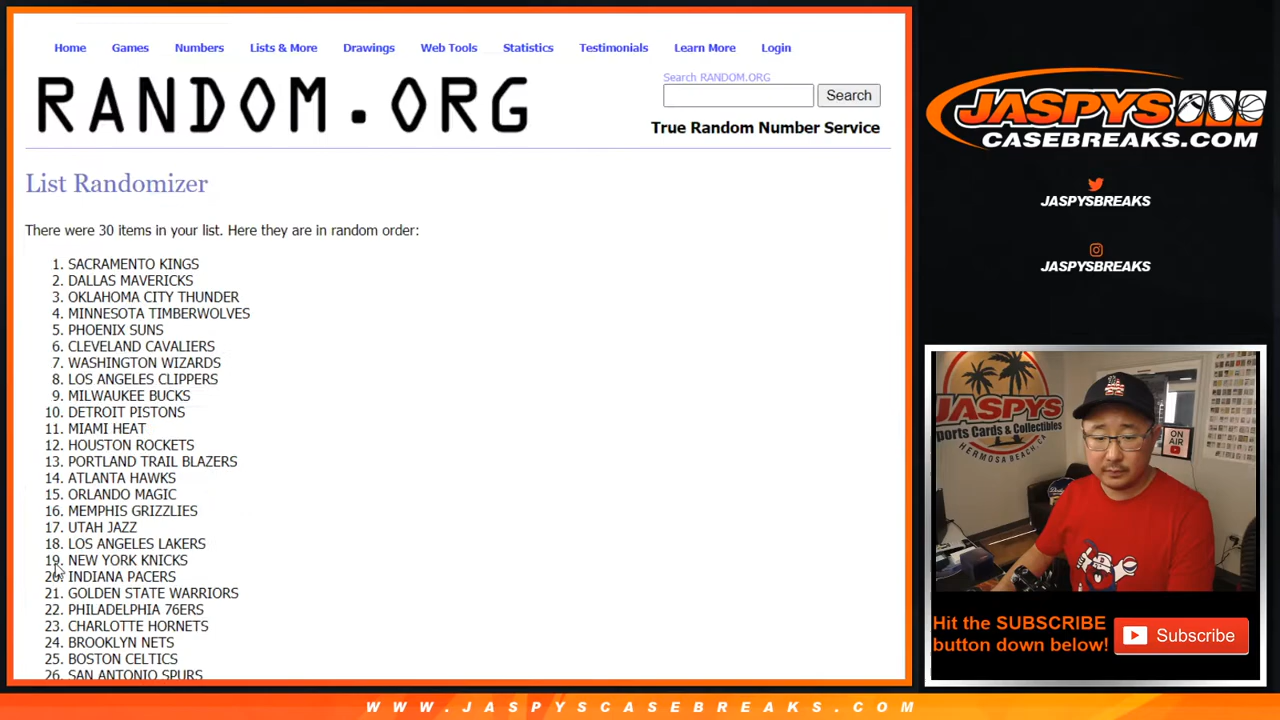 Home Games Numbers Lists & More Drawings Web Tools Statistics Testimonials Learn More Login
RANDOM.ORG
Search RANDOM.ORG
Search
True Random Number Service
List Randomizer
There were 30 items in your list. Here they are in random order:
1. SACRAMENTO KINGS
2. DALLAS MAVERICKS
3. OKLAHOMA CITY THUNDER
4. MINNESOTA TIMBERWOLVES
5. PHOENIX SUNS
6. CLEVELAND CAVALIERS
7. WASHINGTON WIZARDS
8. LOS ANGELES CLIPPERS
9. MILWAUKEE BUCKS
10. DETROIT PISTONS
11. MIAMI HEAT
12. HOUSTON ROCKETS
13. PORTLAND TRAIL BLAZERS
14. ATLANTA HAWKS
15. ORLANDO MAGIC
16. MEMPHIS GRIZZLIES
17. UTAH JAZZ
18. LOS ANGELES LAKERS
19. NEW YORK KNICKS
20. INDIANA PACERS
21. GOLDEN STATE WARRIORS
22. PHILADELPHIA 76ERS
23. CHARLOTTE HORNETS
24. BROOKLYN NETS
25. BOSTON CELTICS
26. SAN ANTONIO SPURS
JASPYS
CASEBREAKS.COM
JASPYSBREAKS
JASPYSBREAKS
JASPYS
ports Cards & Collectibles
HERMOSA BEACH, CA
ON
AIR
Hit the SUBSCRIBE
button down below!
Subscribe
WWW.JASPYSCASEBREAKS.COM